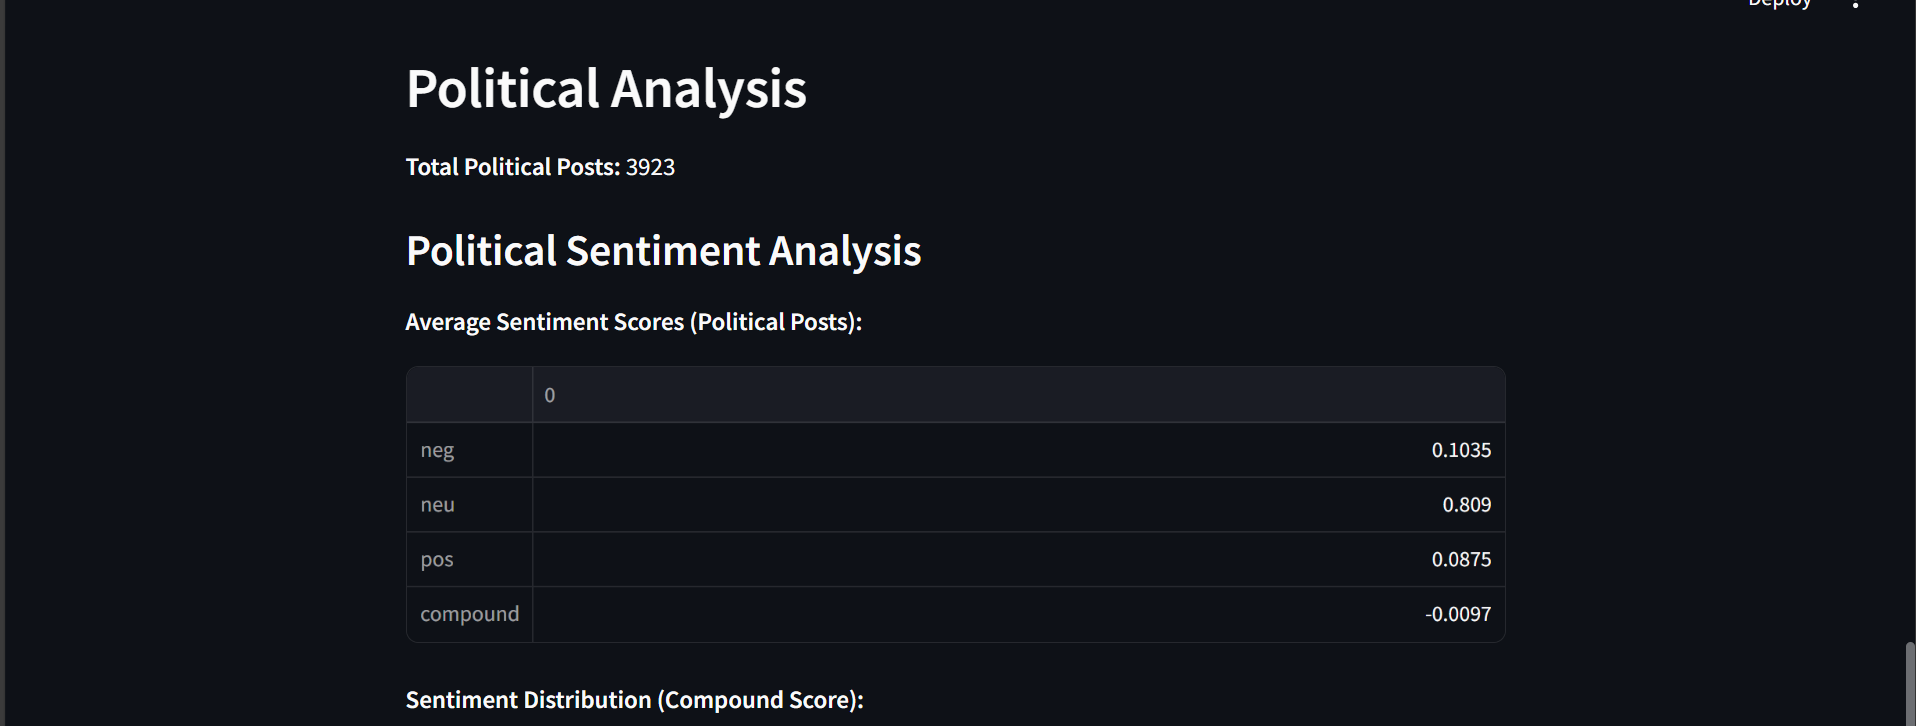 Deploy
Political Analysis
Total Political Posts: 3923
Political Sentiment Analysis
Average Sentiment Scores (Political Posts):
0
neg 0.1035
neu 0.809
pos 0.0875
compound -0.0097
Sentiment Distribution (Compound Score):